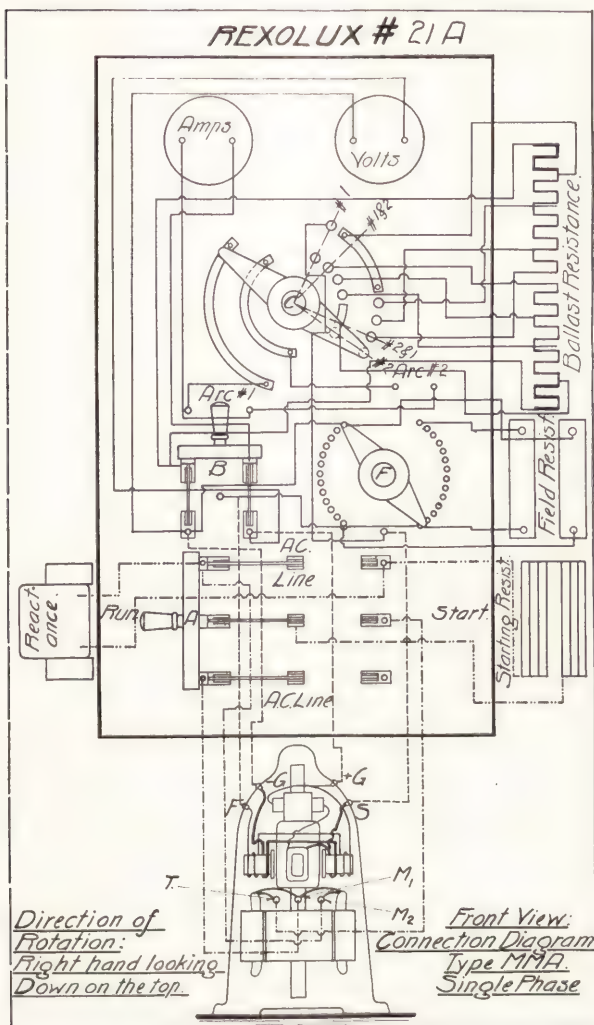 REXOLUX # 21 A
Amps
Volts
#1
#1&2
C
#2&1
#2
Arc #2
Arc #1
B
F
Ballast Resistance.
Field Resist.
A.C.
Line
React-
ance
Run
A
Start.
Starting Resist.
A.C. Line
-G
+G
F
S
T.
M1
M2
Direction of
Rotation:
Right hand looking
Down on the top.
Front View:
Connection Diagram
Type MMA.
Single Phase